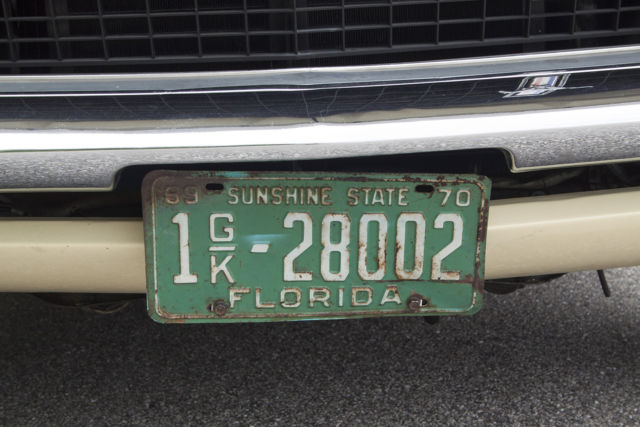 69 SUNSHINE STATE 70
1 G/K-28002
FLORIDA